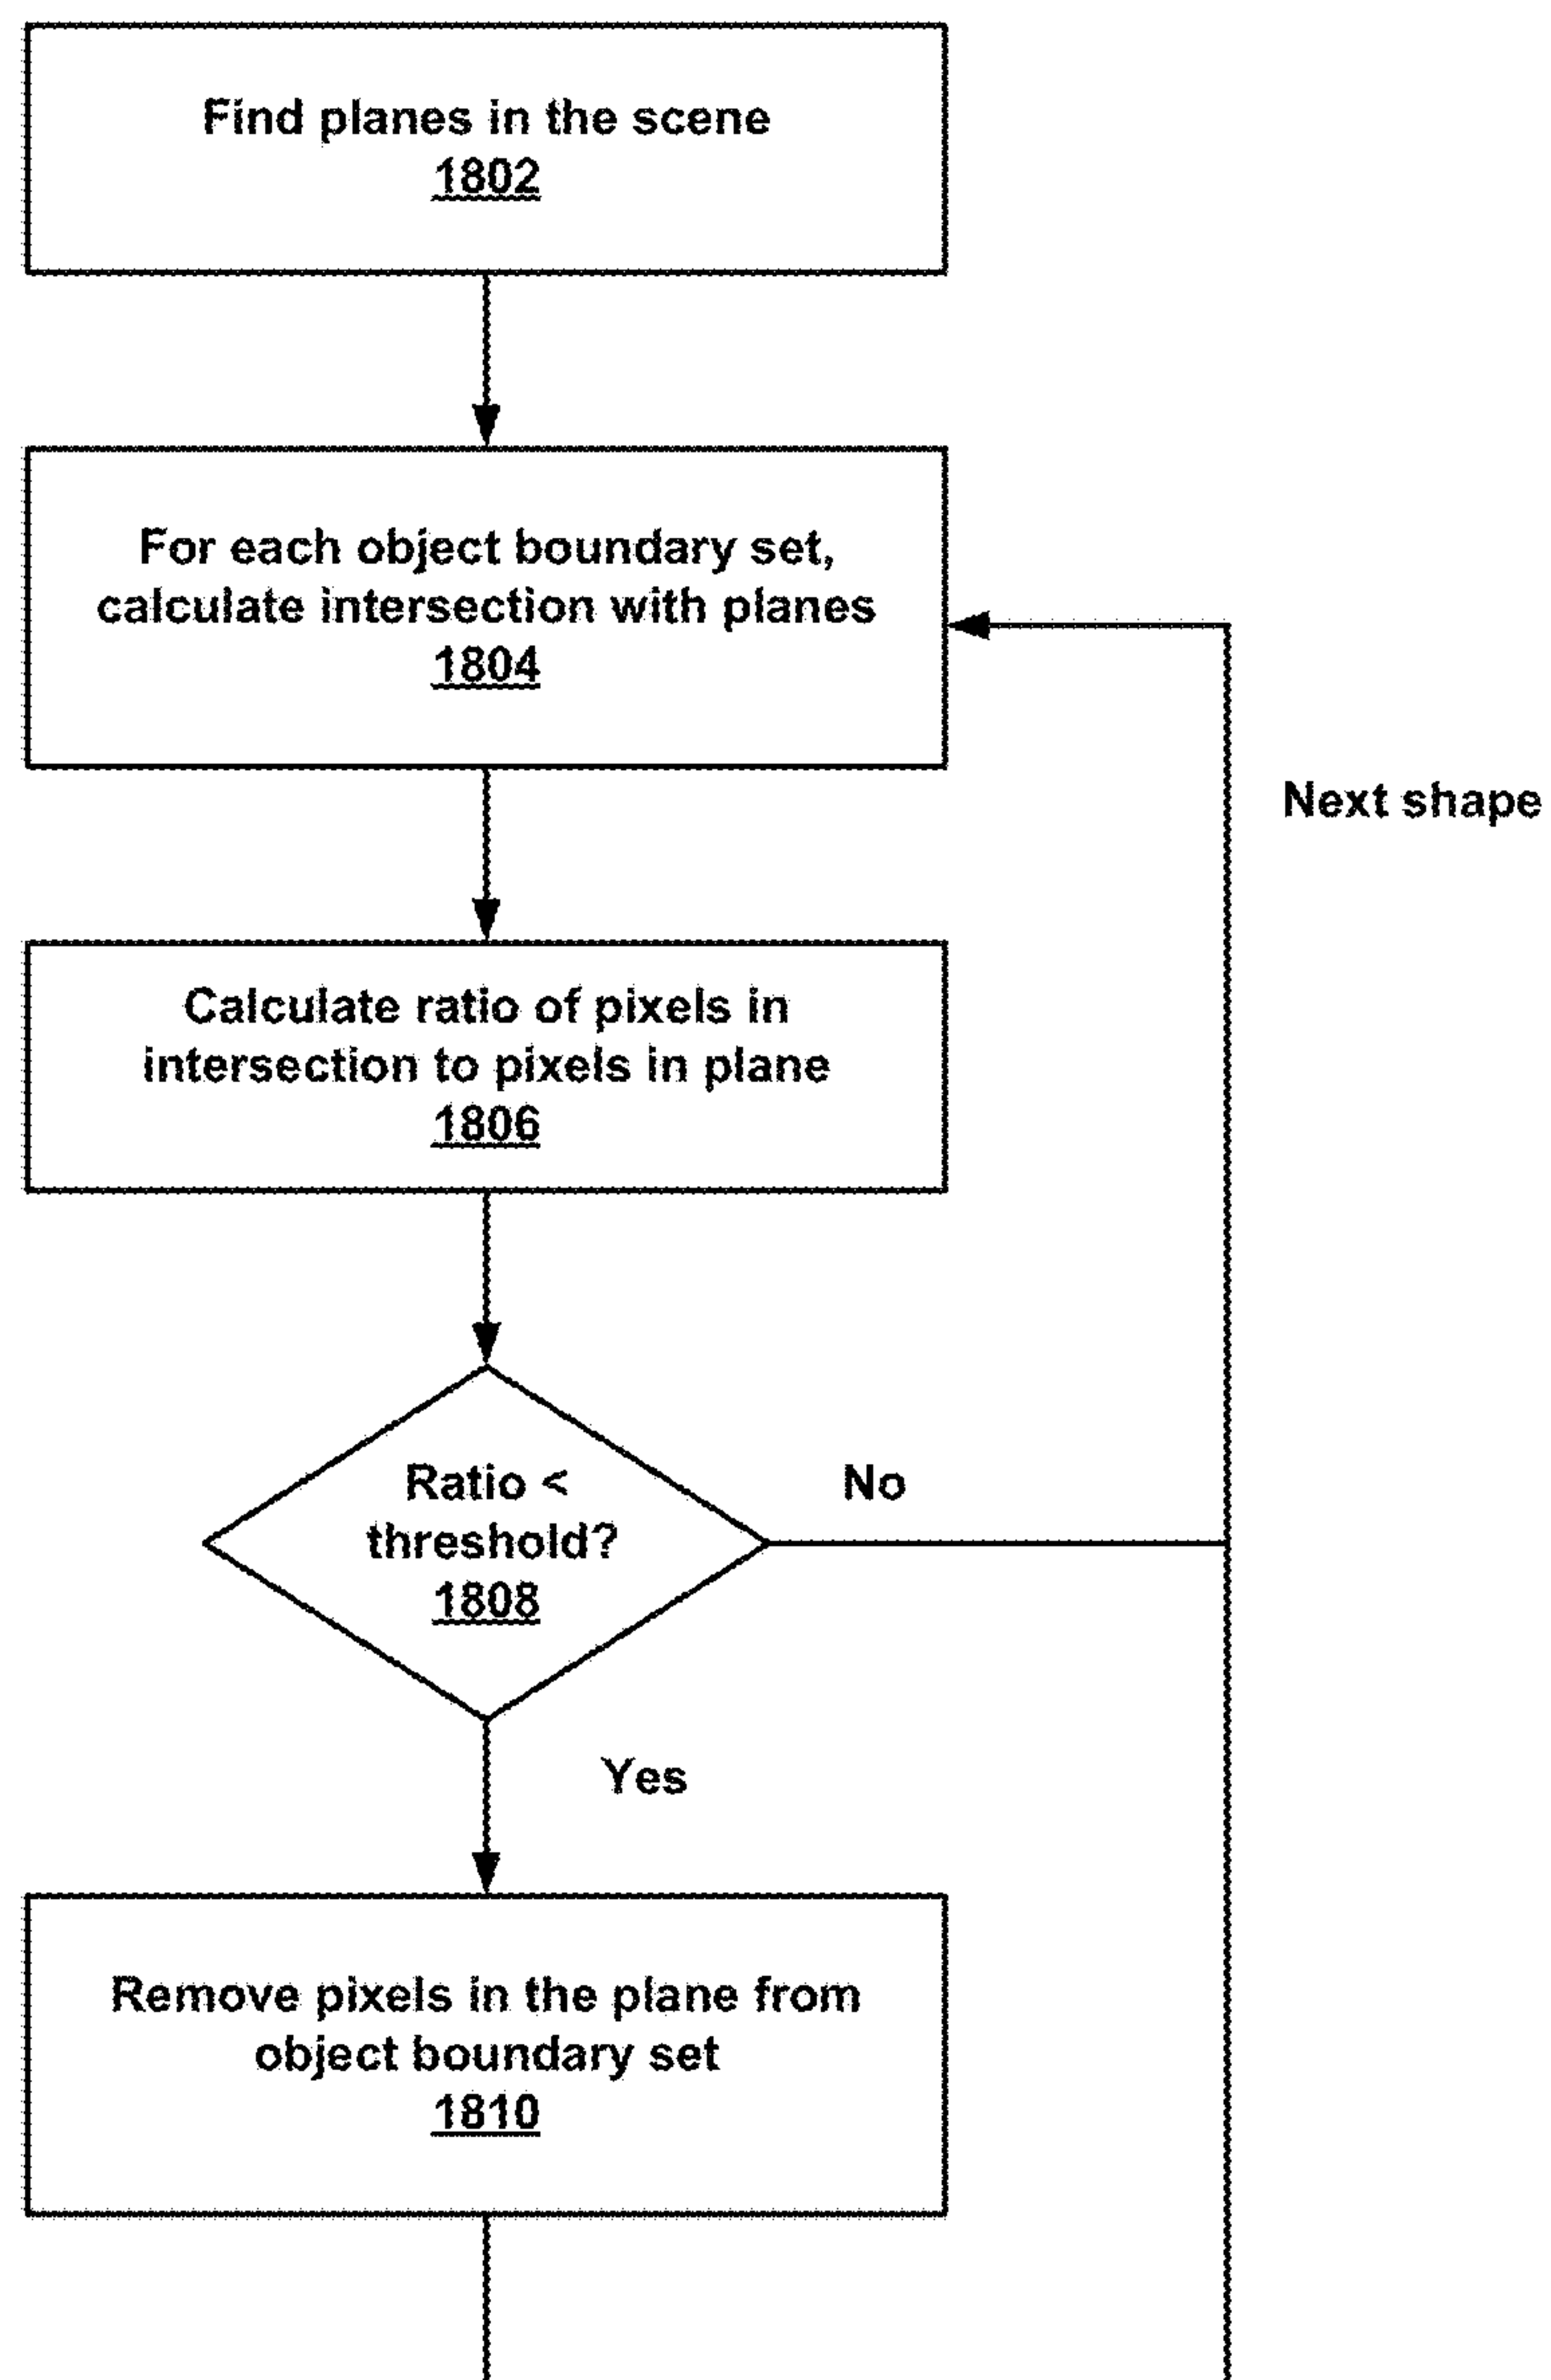 Find planes in the scene
1802
For each object boundary set,
calculate intersection with planes
1804
Next shape
Calculate ratio of pixels in
intersection to pixels in plane
1806
Ratio <
threshold?
1808
No
Yes
Remove pixels in the plane from
object boundary set
1810